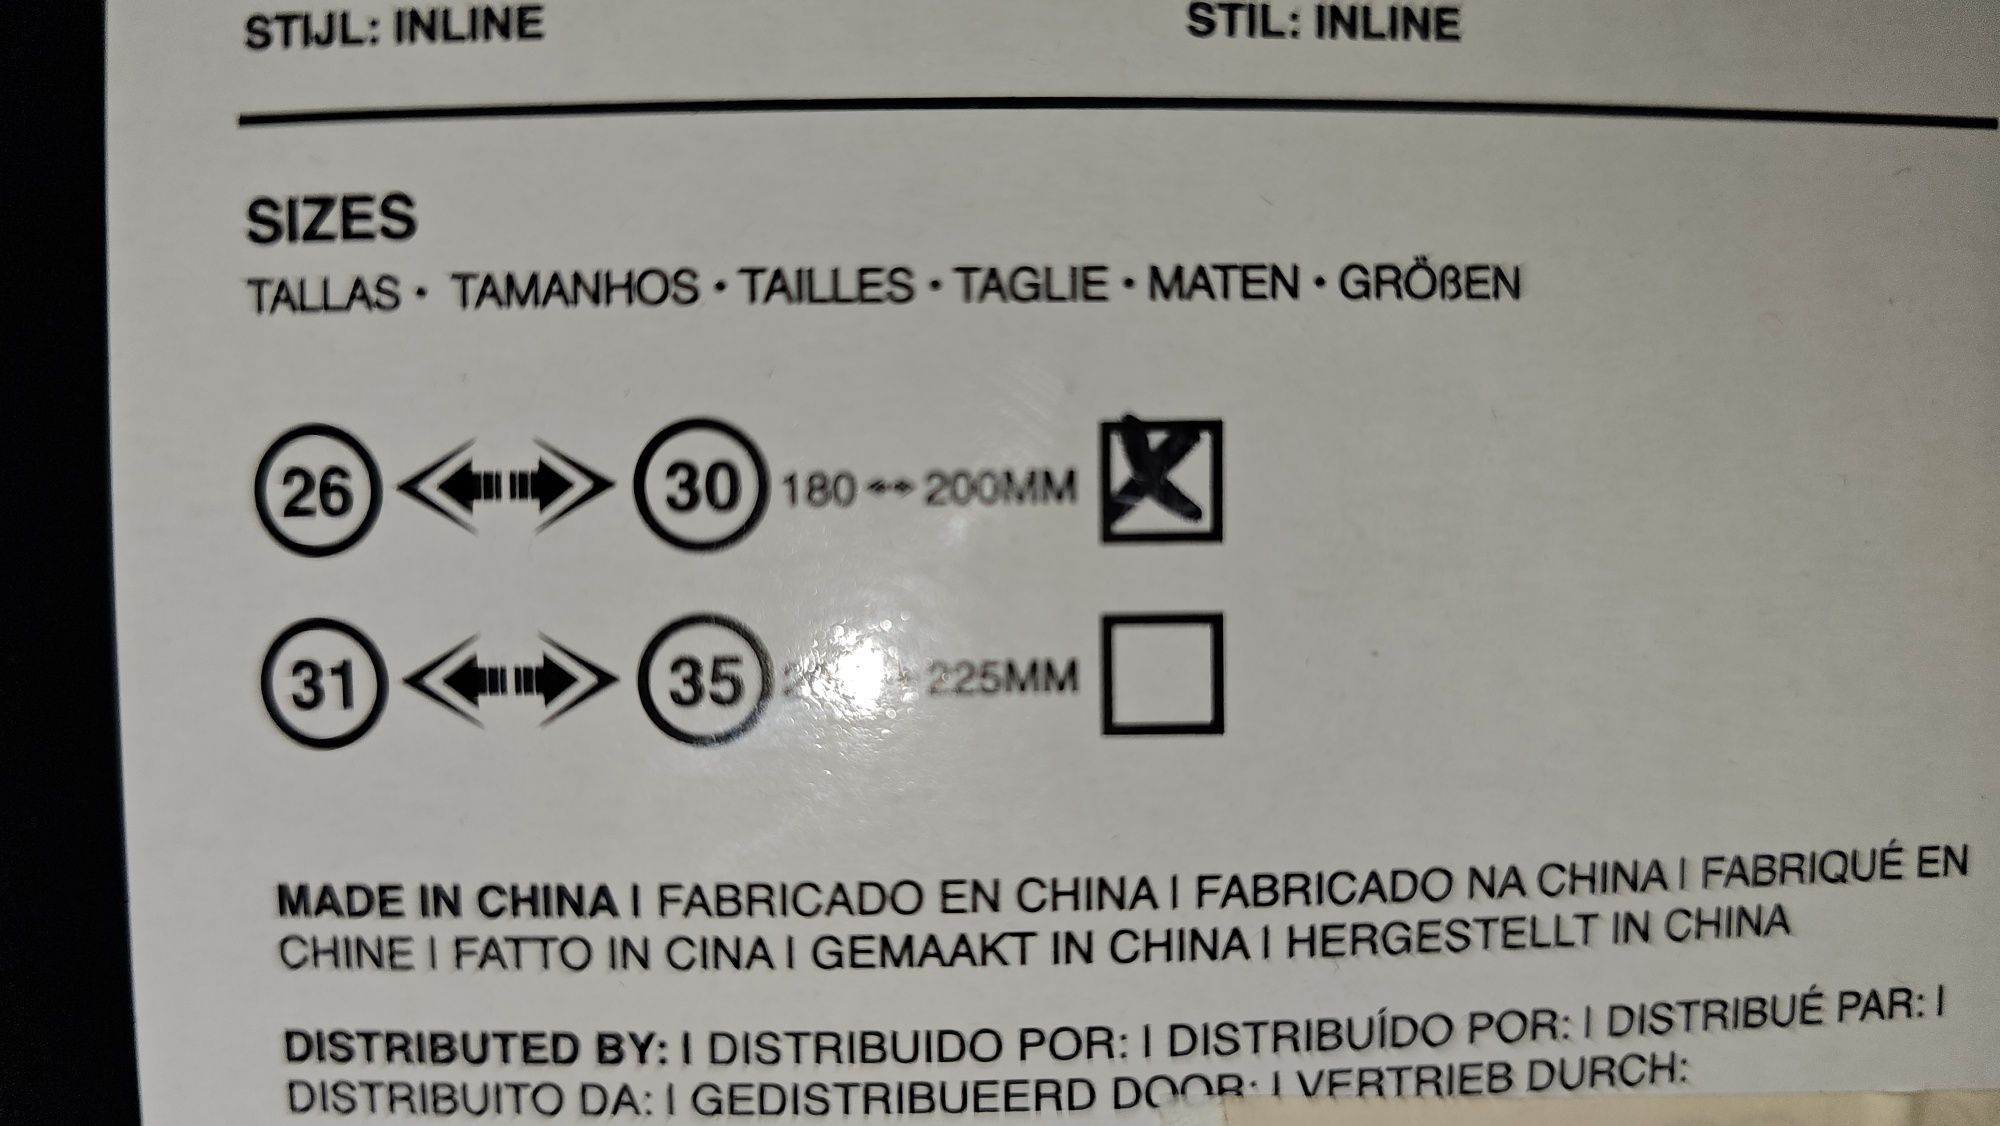 STIJL: INLINE STIL: INLINE
SIZES
TALLAS • TAMANHOS • TAILLES • TAGLIE • MATEN • GRÖßEN
26 30 180 ↔ 200MM X
31 35 225MM
MADE IN CHINA I FABRICADO EN CHINA I FABRICADO NA CHINA I FABRIQUÉ EN
CHINE I FATTO IN CINA I GEMAAKT IN CHINA I HERGESTELLT IN CHINA
DISTRIBUTED BY: I DISTRIBUIDO POR: I DISTRIBUÍDO POR: I DISTRIBUÉ PAR: I
DISTRIBUITO DA: I GEDISTRIBUEERD DOOR: I VERTRIEB DURCH: